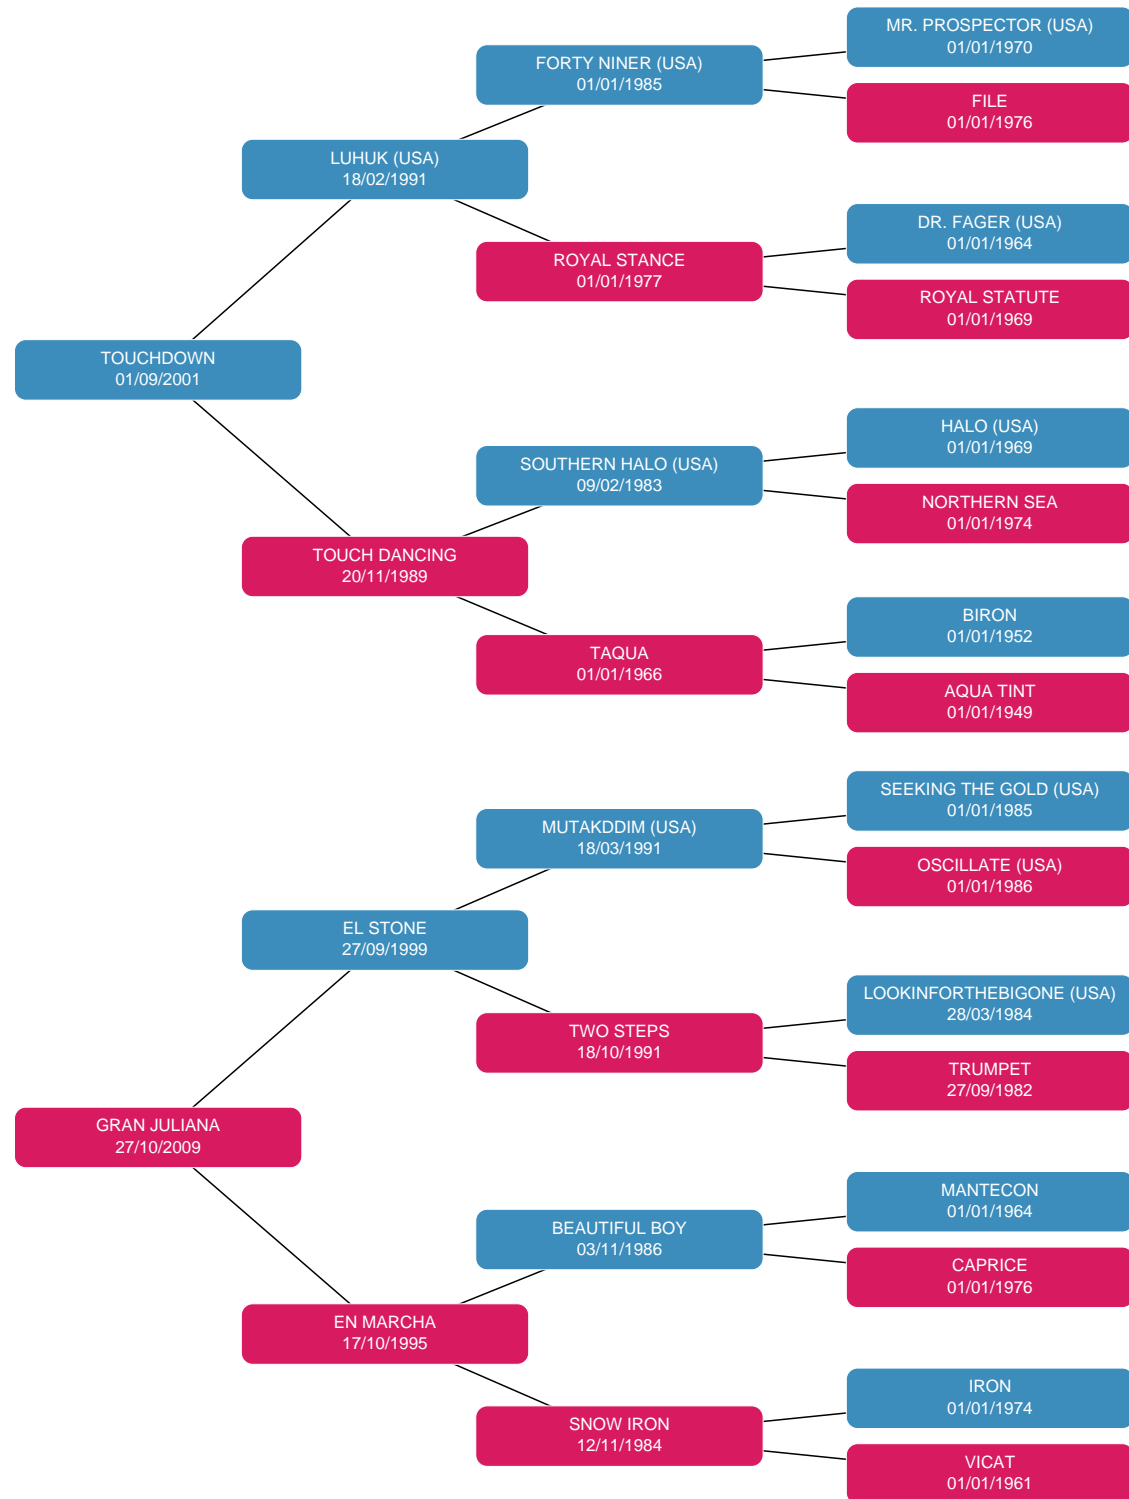 MR. PROSPECTOR (USA)
01/01/1970
FORTY NINER (USA)
01/01/1985
FILE
01/01/1976
LUHUK (USA)
18/02/1991
DR. FAGER (USA)
01/01/1964
ROYAL STANCE
01/01/1977
ROYAL STATUTE
01/01/1969
TOUCHDOWN
01/09/2001
HALO (USA)
01/01/1969
SOUTHERN HALO (USA)
09/02/1983
NORTHERN SEA
01/01/1974
TOUCH DANCING
20/11/1989
BIRON
01/01/1952
TAQUA
01/01/1966
AQUA TINT
01/01/1949
SEEKING THE GOLD (USA)
01/01/1985
MUTAKDDIM (USA)
18/03/1991
OSCILLATE (USA)
01/01/1986
EL STONE
27/09/1999
LOOKINFORTHEBIGONE (USA)
28/03/1984
TWO STEPS
18/10/1991
TRUMPET
27/09/1982
GRAN JULIANA
27/10/2009
MANTECON
01/01/1964
BEAUTIFUL BOY
03/11/1986
CAPRICE
01/01/1976
EN MARCHA
17/10/1995
IRON
01/01/1974
SNOW IRON
12/11/1984
VICAT
01/01/1961